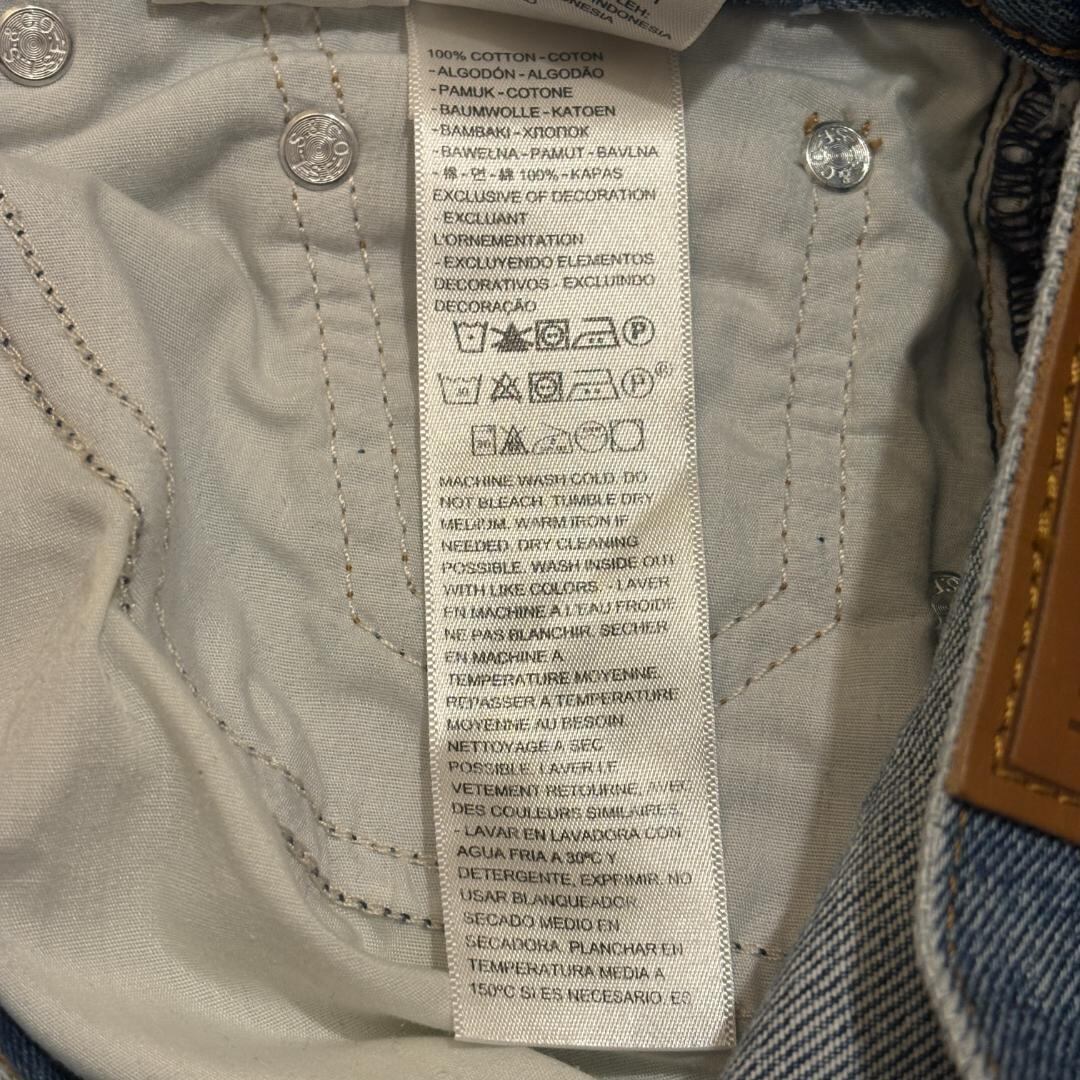 LEH:
INDONESIA
100% COTTON - COTON
- ALGODÓN - ALGODÃO
- PAMUK - COTONE
- BAUMWOLLE - KATOEN
- BAMBAKI - ХЛОПОК
- BAWEŁNA - PAMUT - BAVLNA
- 棉 - 면 - 綿 100% - KAPAS
EXCLUSIVE OF DECORATION
- EXCLUANT
L'ORNEMENTATION
- EXCLUYENDO ELEMENTOS
DECORATIVOS - EXCLUINDO
DECORAÇÃO
P
P
30
MACHINE WASH COLD. DO
NOT BLEACH. TUMBLE DRY
MEDIUM. WARM IRON IF
NEEDED. DRY CLEANING
POSSIBLE. WASH INSIDE OUT
WITH LIKE COLORS. - LAVER
EN MACHINE A L'EAU FROIDE.
NE PAS BLANCHIR. SECHER
EN MACHINE A
TEMPERATURE MOYENNE.
REPASSER A TEMPERATURE
MOYENNE AU BESOIN.
NETTOYAGE A SEC
POSSIBLE. LAVER LE
VETEMENT RETOURNE, AVEC
DES COULEURS SIMILAIRES.
- LAVAR EN LAVADORA CON
AGUA FRIA A 30ºC Y
DETERGENTE, EXPRIMIR. NO
USAR BLANQUEADOR.
SECADO MEDIO EN
SECADORA. PLANCHAR EN
TEMPERATURA MEDIA A
150ºC SI ES NECESARIO. ES